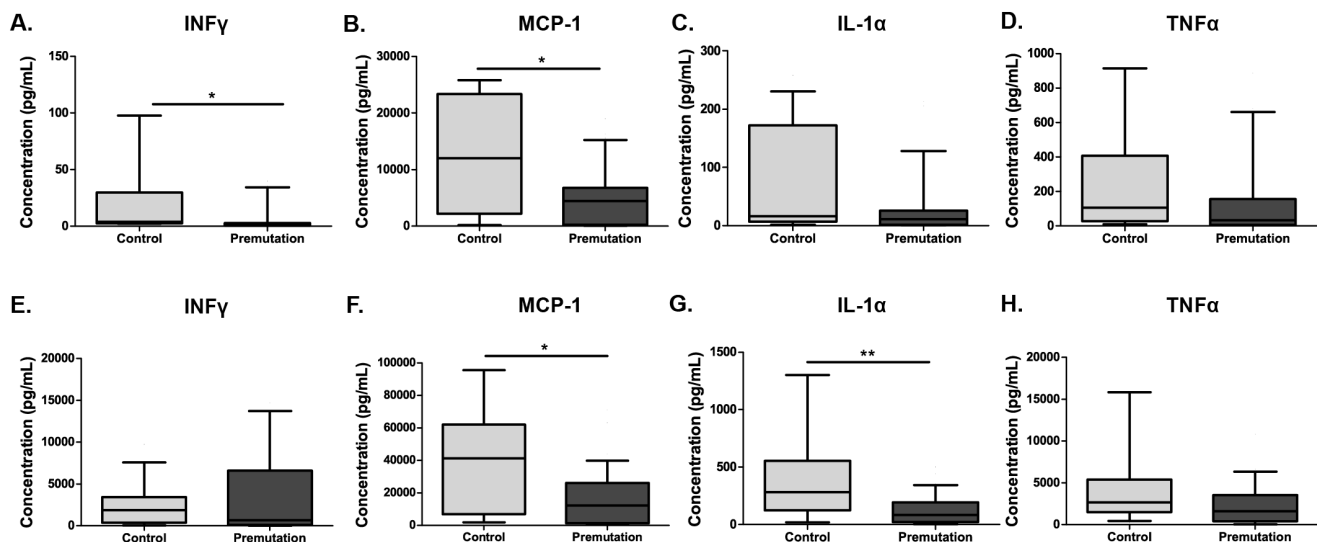 A. INFγ
Concentration (pg/mL)
150
100
50
0
*
Control Premutation
B. MCP-1
Concentration (pg/mL)
30000
20000
10000
0
*
Control Premutation
C. IL-1α
Concentration (pg/mL)
300
200
100
0
Control Premutation
D. TNFα
Concentration (pg/mL)
1000
800
600
400
200
0
Control Premutation
E. INFγ
Concentration (pg/mL)
20000
15000
10000
5000
0
Control Premutation
F. MCP-1
Concentration (pg/mL)
100000
80000
60000
40000
20000
0
*
Control Premutation
G. IL-1α
Concentration (pg/mL)
1500
1000
500
0
**
Control Premutation
H. TNFα
Concentration (pg/mL)
20000
15000
10000
5000
0
Control Premutation